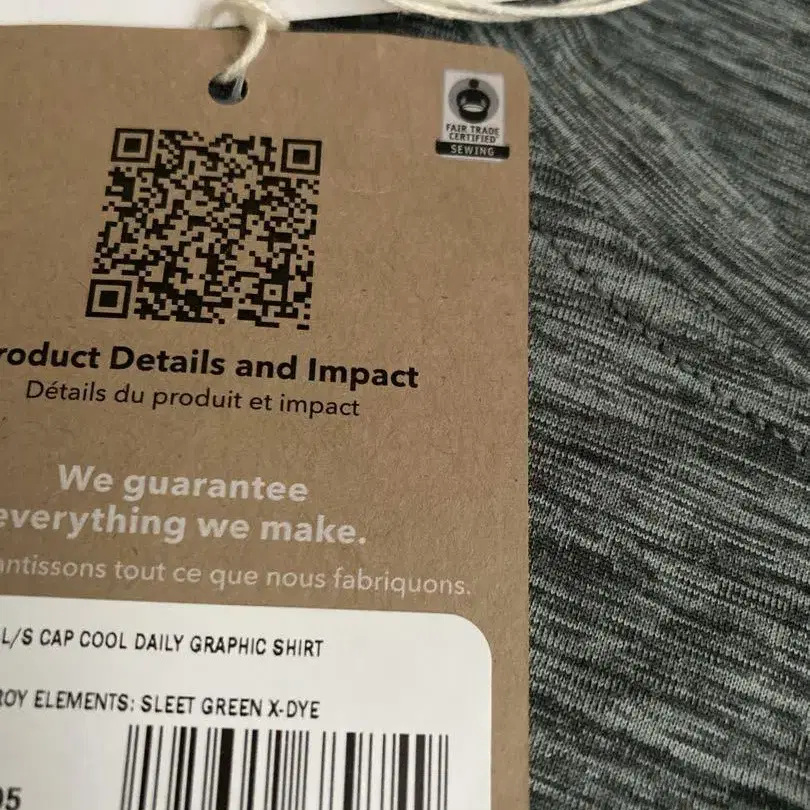 FAIR TRADE
CERTIFIED
SEWING
roduct Details and Impact
Détails du produit et impact
We guarantee
everything we make.
antissons tout ce que nous fabriquons.
L/S CAP COOL DAILY GRAPHIC SHIRT
ROY ELEMENTS: SLEET GREEN X-DYE
95